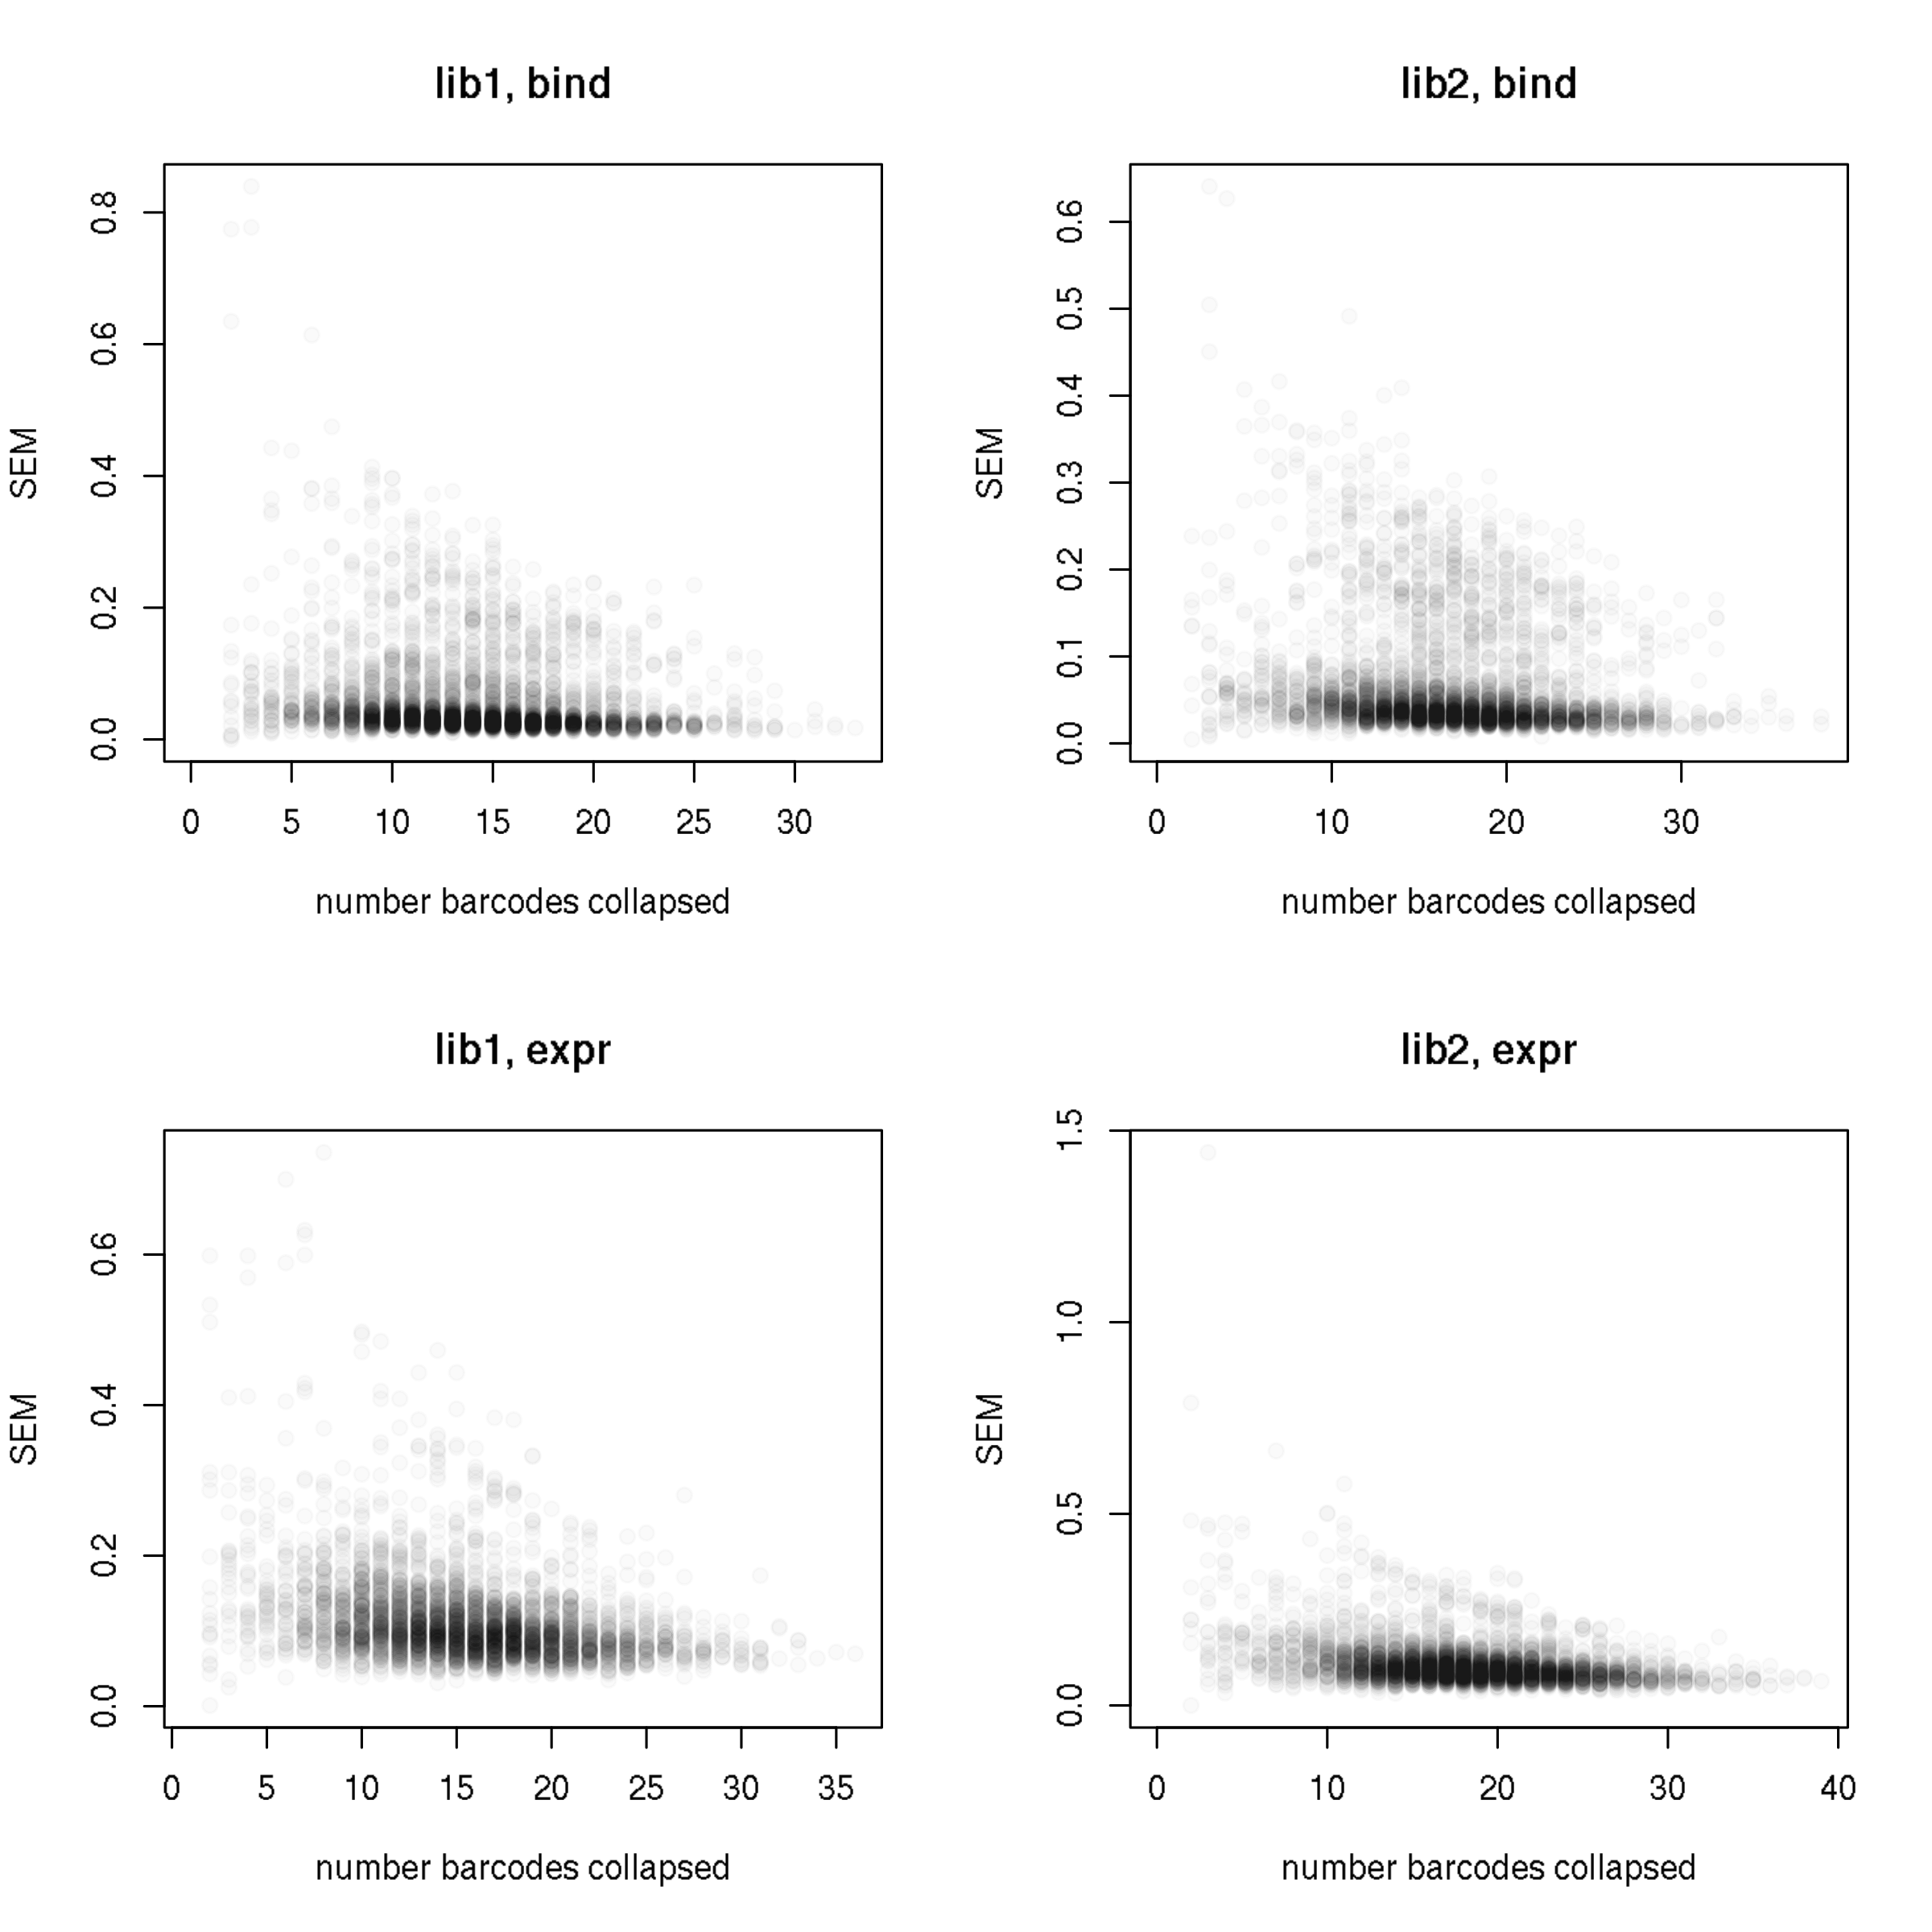 lib1, bind
SEM
0.8
0.6
0.4
0.2
0.0
0 5 10 15 20 25 30
number barcodes collapsed
lib2, bind
SEM
0.6
0.5
0.4
0.3
0.2
0.1
0.0
0 10 20 30
number barcodes collapsed
lib1, expr
SEM
0.6
0.4
0.2
0.0
0 5 10 15 20 25 30 35
number barcodes collapsed
lib2, expr
SEM
1.5
1.0
0.5
0.0
0 10 20 30 40
number barcodes collapsed